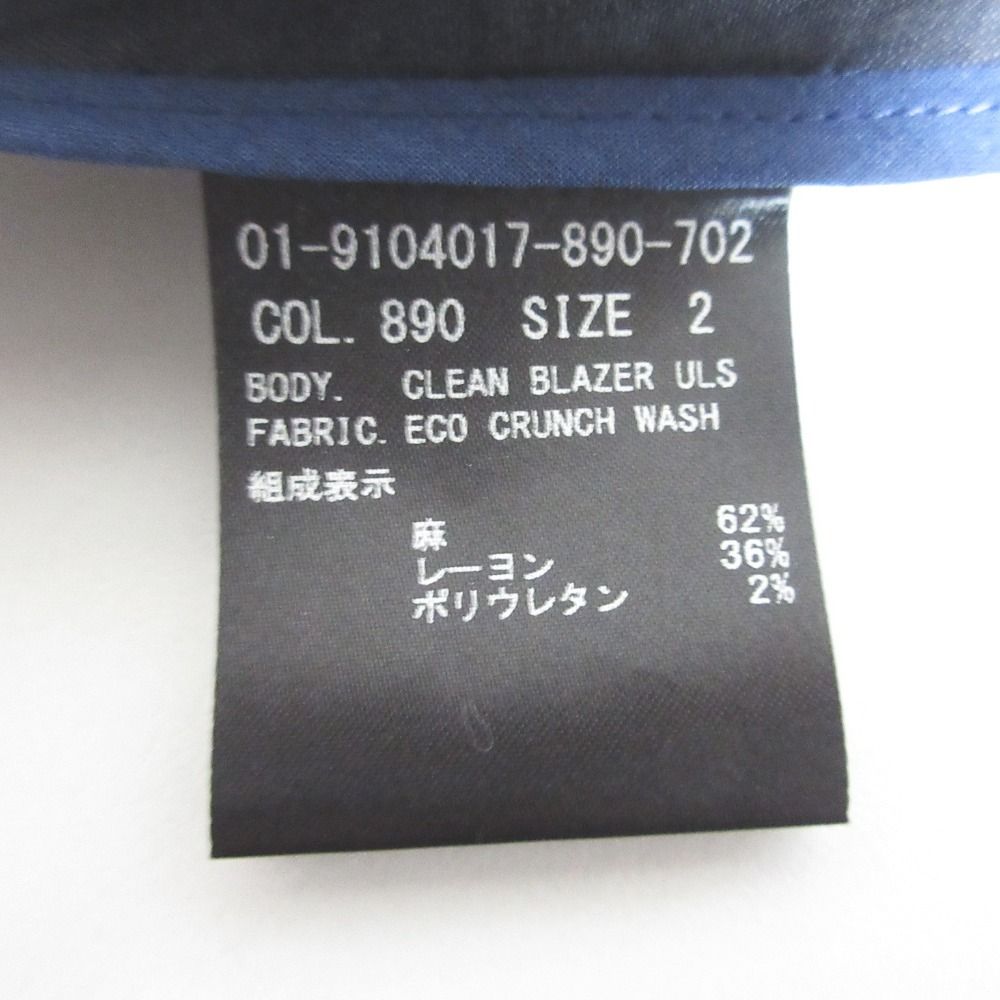 01-9104017-890-702
COL. 890 SIZE 2
BODY. CLEAN BLAZER ULS
FABRIC. ECO CRUNCH WASH
組成表示
麻 62%
レーヨン 36%
ポリウレタン 2%